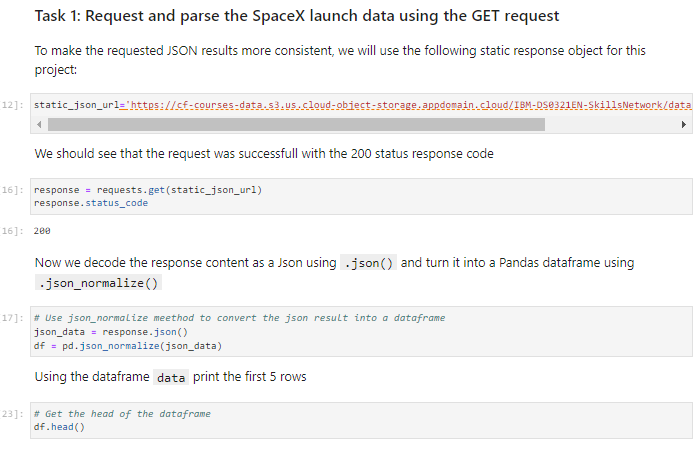 Task 1: Request and parse the SpaceX launch data using the GET request
To make the requested JSON results more consistent, we will use the following static response object for this
project:
12]: static_json_url='https://cf-courses-data.s3.us.cloud-object-storage.appdomain.cloud/IBM-DS0321EN-SkillsNetwork/data
We should see that the request was successfull with the 200 status response code
16]: response = requests.get(static_json_url)
response.status_code
16]: 200
Now we decode the response content as a Json using .json() and turn it into a Pandas dataframe using
.json_normalize()
17]: # Use json_normalize meethod to convert the json result into a dataframe
json_data = response.json()
df = pd.json_normalize(json_data)
Using the dataframe data print the first 5 rows
23]: # Get the head of the dataframe
df.head()